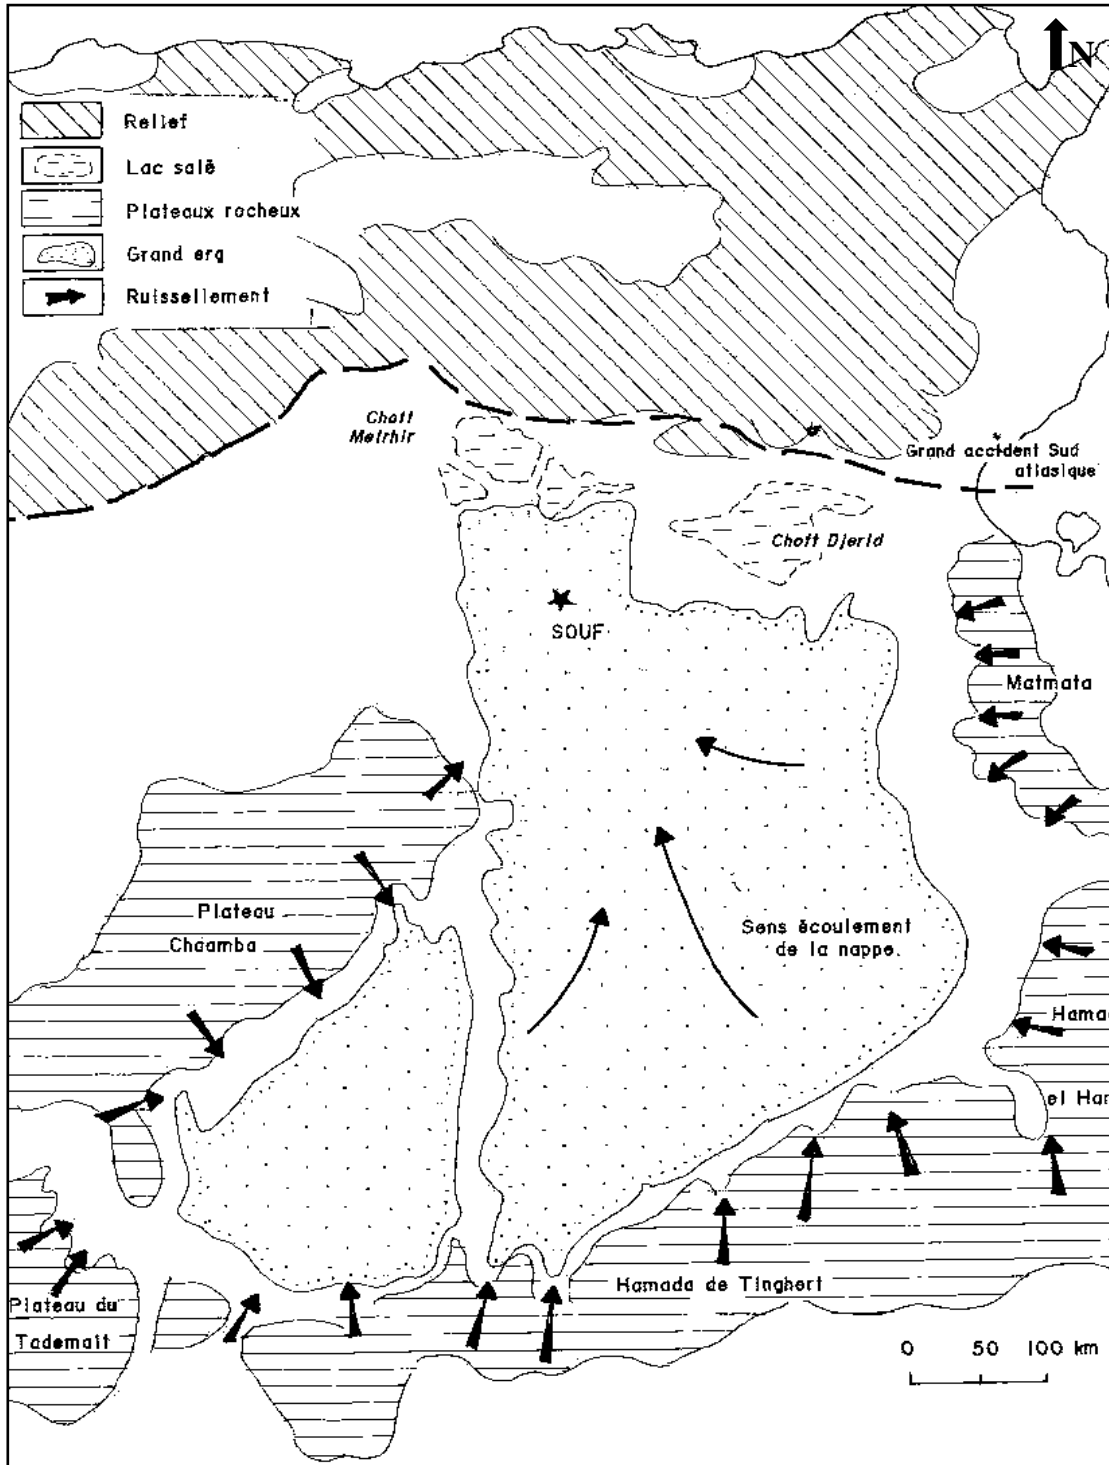 N
Relief
Lac salé
Plateaux rocheux
Grand erg
Ruissellement
Chott
Melrhir
Grand accident Sud
atlasique
Chott Djerid
SOUF
Matmata
Plateau
Chaamba
Sens écoulement
de la nappe.
Hamad
el Ham
Hamada de Tinghert
Plateau du
Tademaït
0 50 100 km